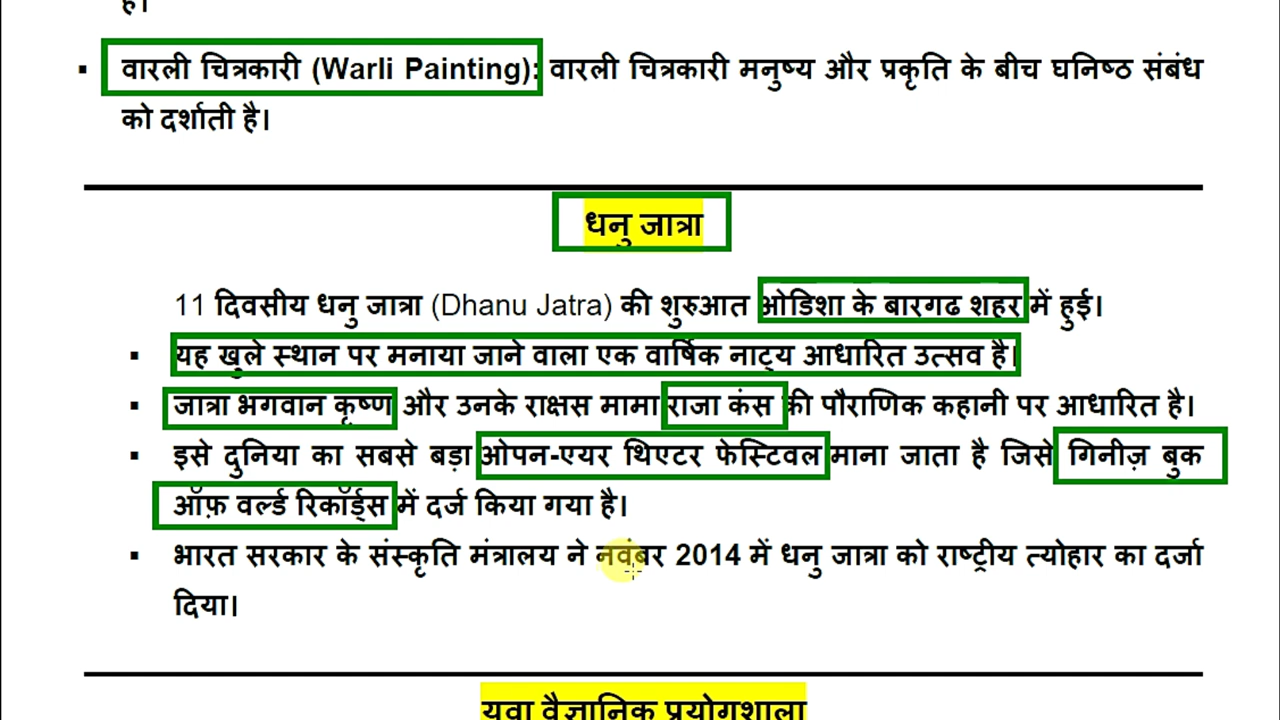 है।
▪ वारली चित्रकारी (Warli Painting): वारली चित्रकारी मनुष्य और प्रकृति के बीच घनिष्ठ संबंध
को दर्शाती है।
धनु जात्रा
11 दिवसीय धनु जात्रा (Dhanu Jatra) की शुरुआत ओडिशा के बारगढ शहर में हुई।
▪ यह खुले स्थान पर मनाया जाने वाला एक वार्षिक नाट्य आधारित उत्सव है।
▪ जात्रा भगवान कृष्ण और उनके राक्षस मामा राजा कंस की पौराणिक कहानी पर आधारित है।
▪ इसे दुनिया का सबसे बड़ा ओपन-एयर थिएटर फेस्टिवल माना जाता है जिसे गिनीज़ बुक
ऑफ़ वर्ल्ड रिकॉर्ड्स में दर्ज किया गया है।
▪ भारत सरकार के संस्कृति मंत्रालय ने नवंबर 2014 में धनु जात्रा को राष्ट्रीय त्योहार का दर्जा
दिया।
युवा वैज्ञानिक प्रयोगशाला